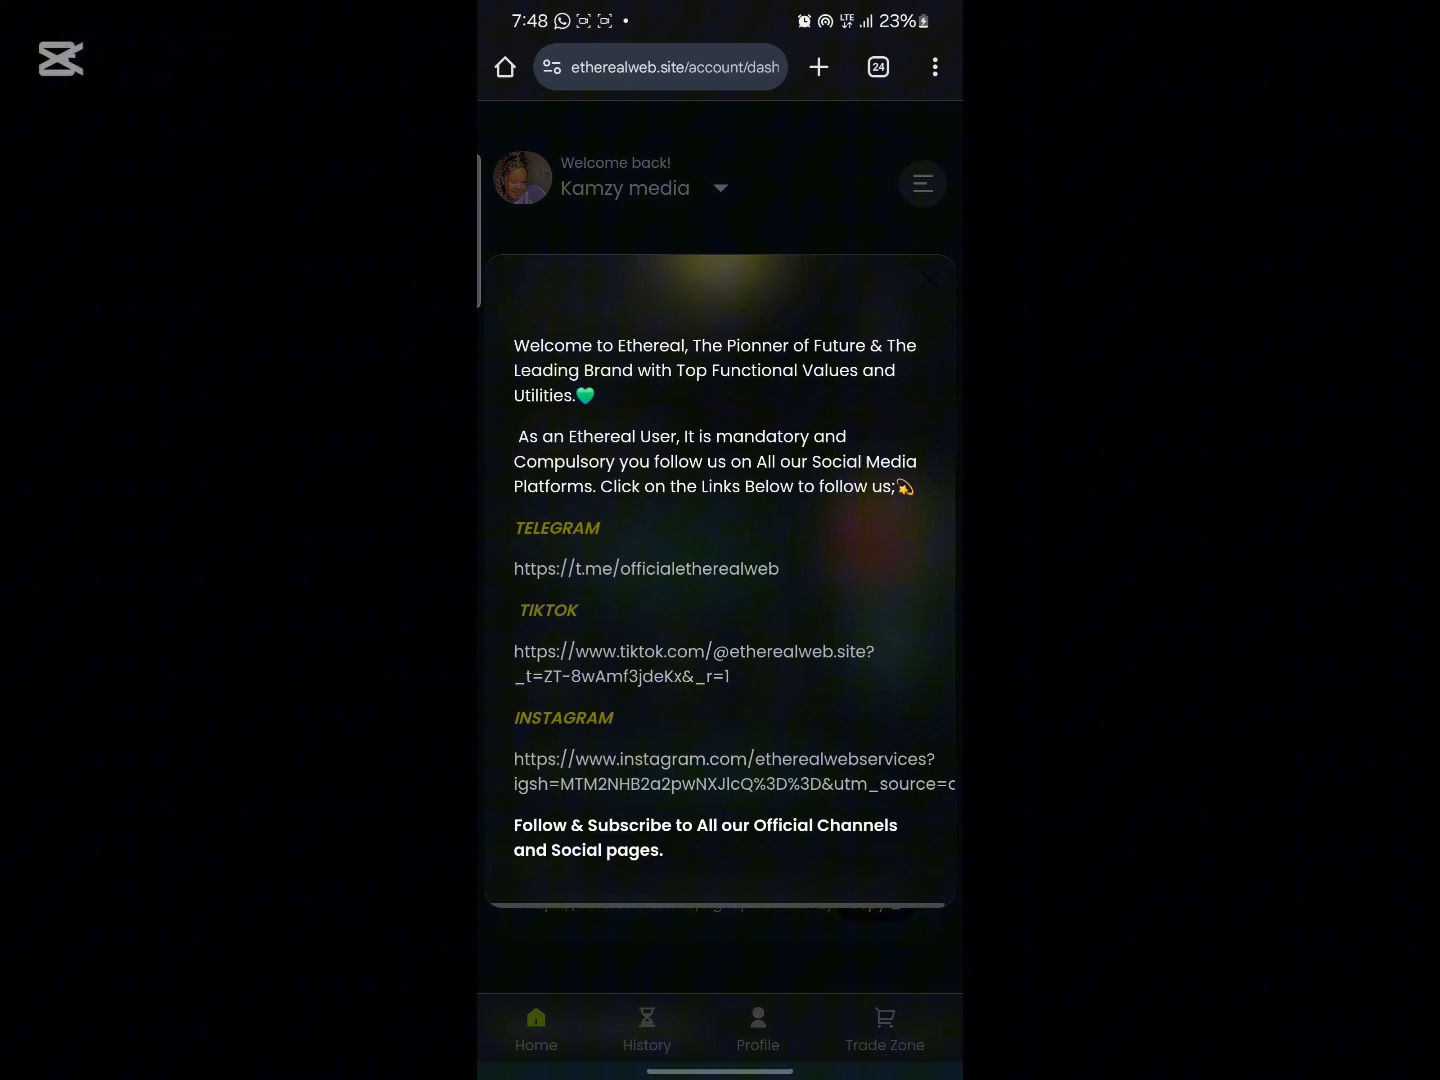 7:48
LTE
23%
etherealweb.site/account/dash
24
Welcome back!
Kamzy media
Welcome to Ethereal, The Pionner of Future & The
Leading Brand with Top Functional Values and
Utilities.💚
As an Ethereal User, It is mandatory and
Compulsory you follow us on All our Social Media
Platforms. Click on the Links Below to follow us;💫
TELEGRAM
https://t.me/officialetherealweb
TIKTOK
https://www.tiktok.com/@etherealweb.site?
_t=ZT-8wAmf3jdeKx&_r=1
INSTAGRAM
https://www.instagram.com/etherealwebservices?
igsh=MTM2NHB2a2pwNXJlcQ%3D%3D&utm_source=
Follow & Subscribe to All our Official Channels
and Social pages.
Home
History
Profile
Trade Zone